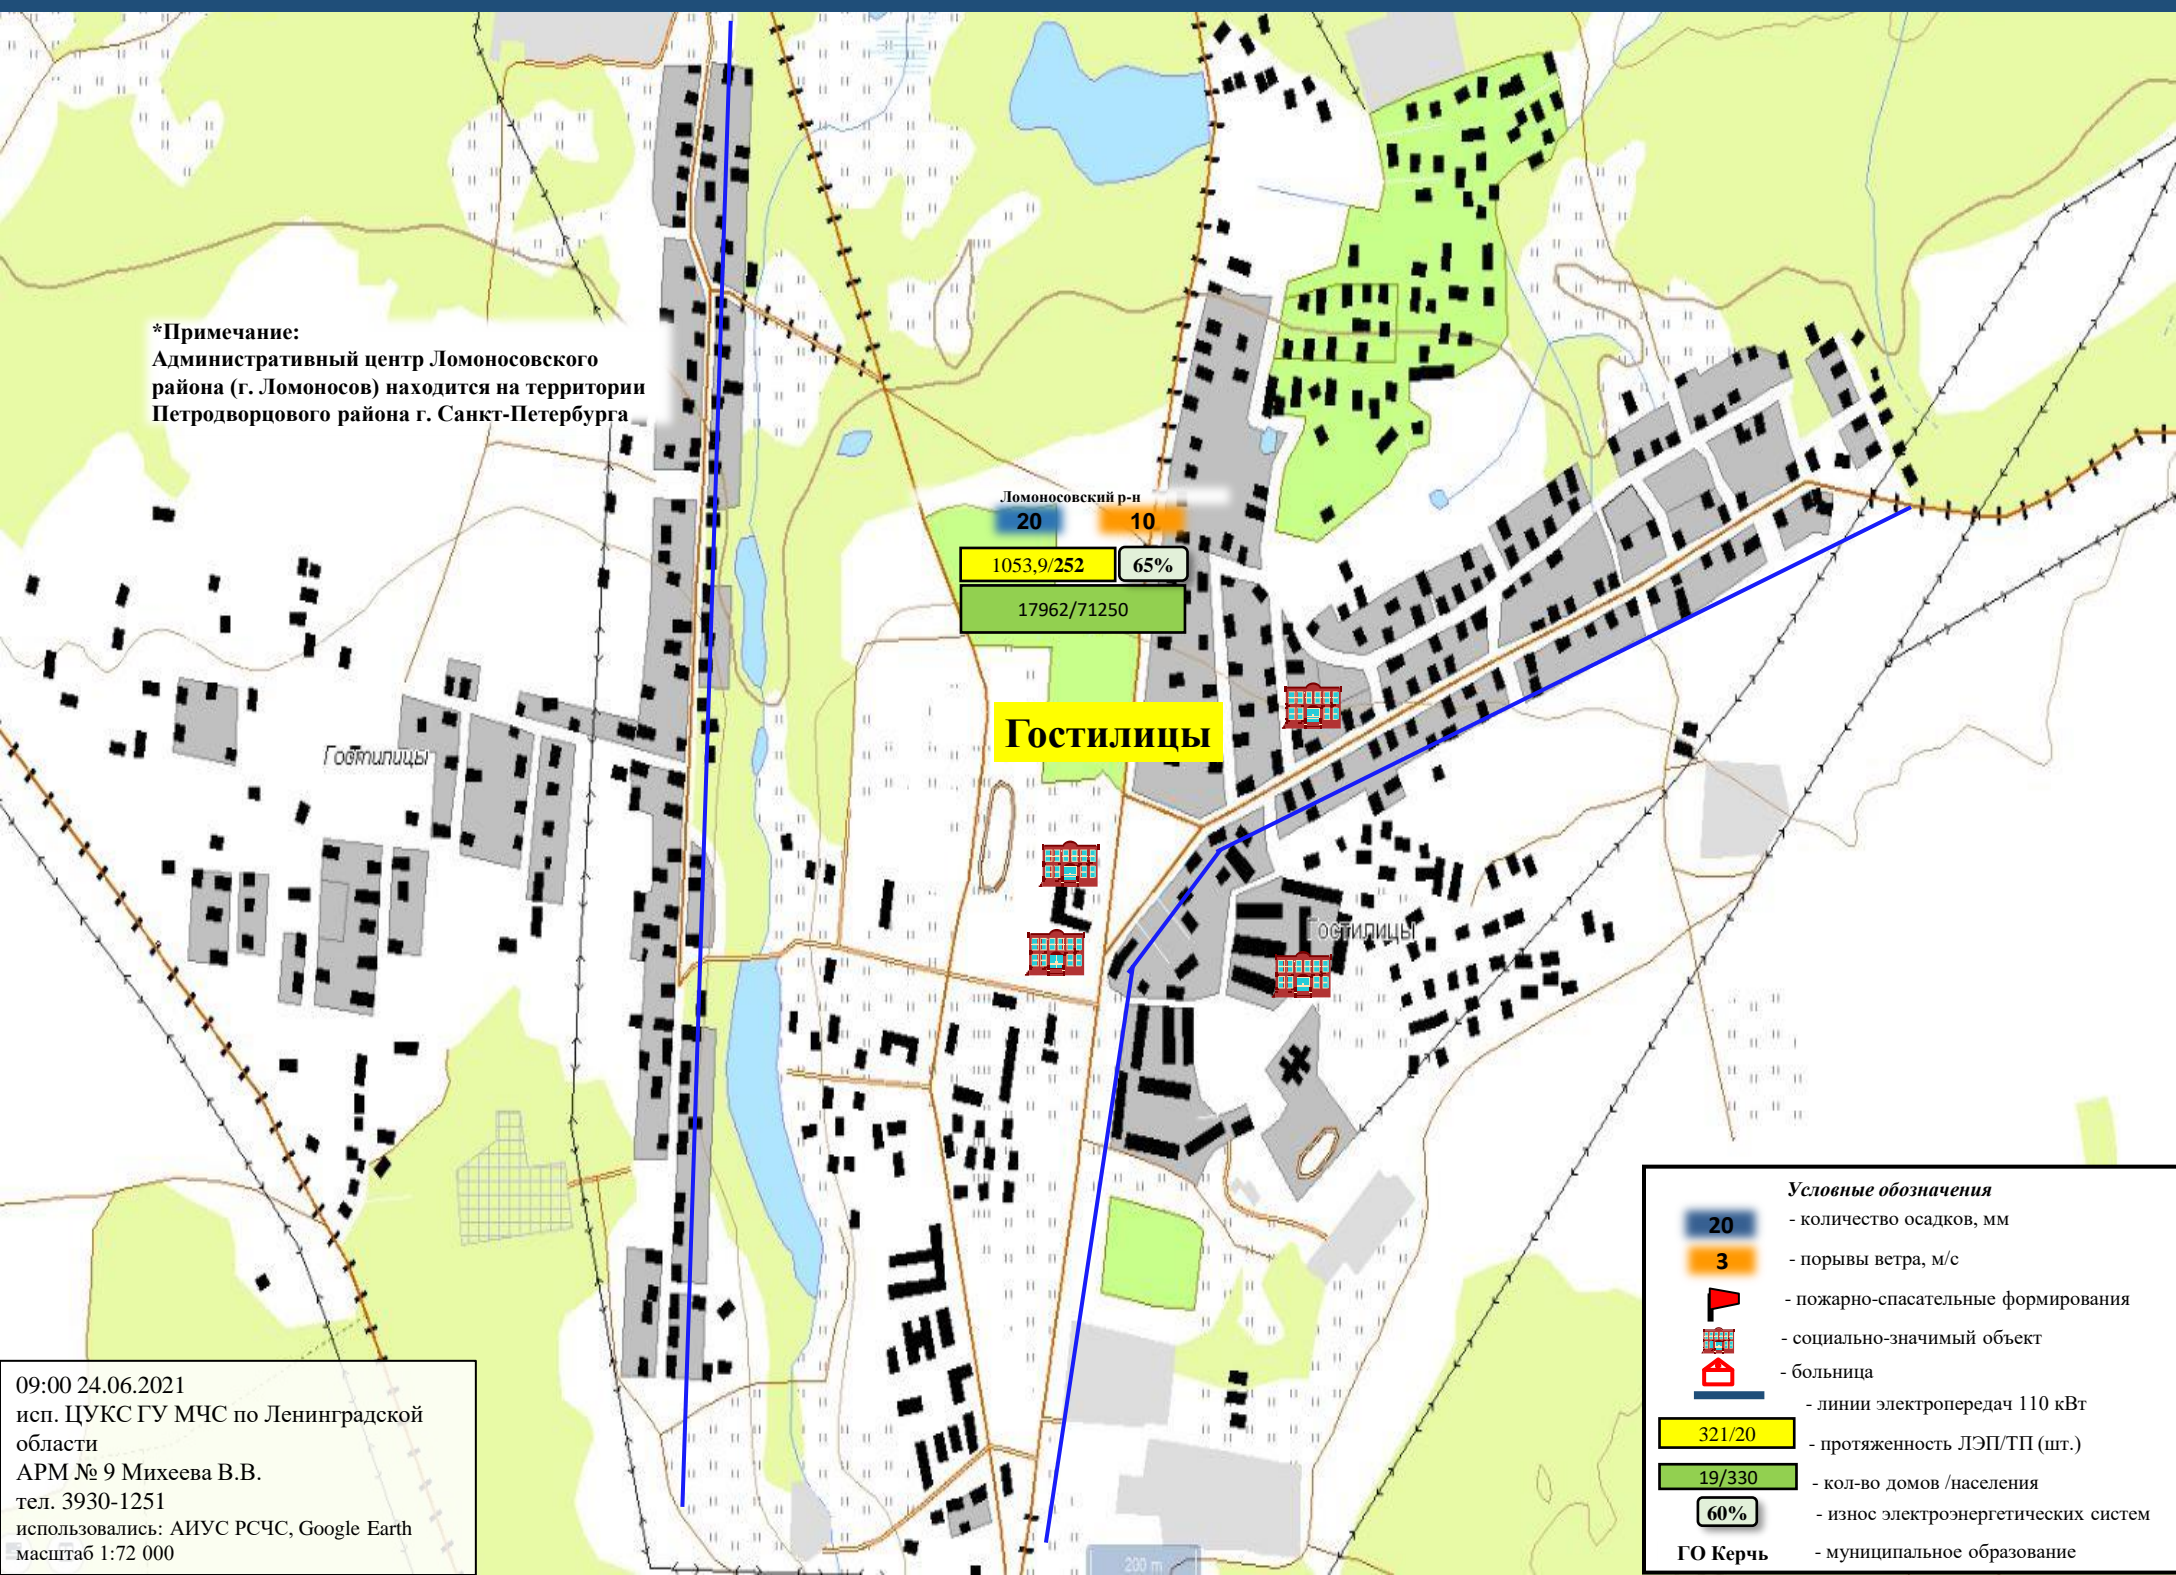 *Примечание:
Административный центр Ломоносовского
района (г. Ломоносов) находится на территории
Петродворцового района г. Санкт-Петербурга
Ломоносовский р-н
20 10
1053,9/252 65%
17962/71250
Гостилицы
Гостилицы
Гостилицы
Условные обозначения
20 - количество осадков, мм
3 - порывы ветра, м/с
- пожарно-спасательные формирования
- социально-значимый объект
- больница
- линии электропередач 110 кВт
321/20 - протяженность ЛЭП/ТП (шт.)
19/330 - кол-во домов /населения
60% - износ электроэнергетических систем
ГО Керчь - муниципальное образование
09:00 24.06.2021
исп. ЦУКС ГУ МЧС по Ленинградской
области
АРМ № 9 Михеева В.В.
тел. 3930-1251
использовались: АИУС РСЧС, Google Earth
масштаб 1:72 000
200 m